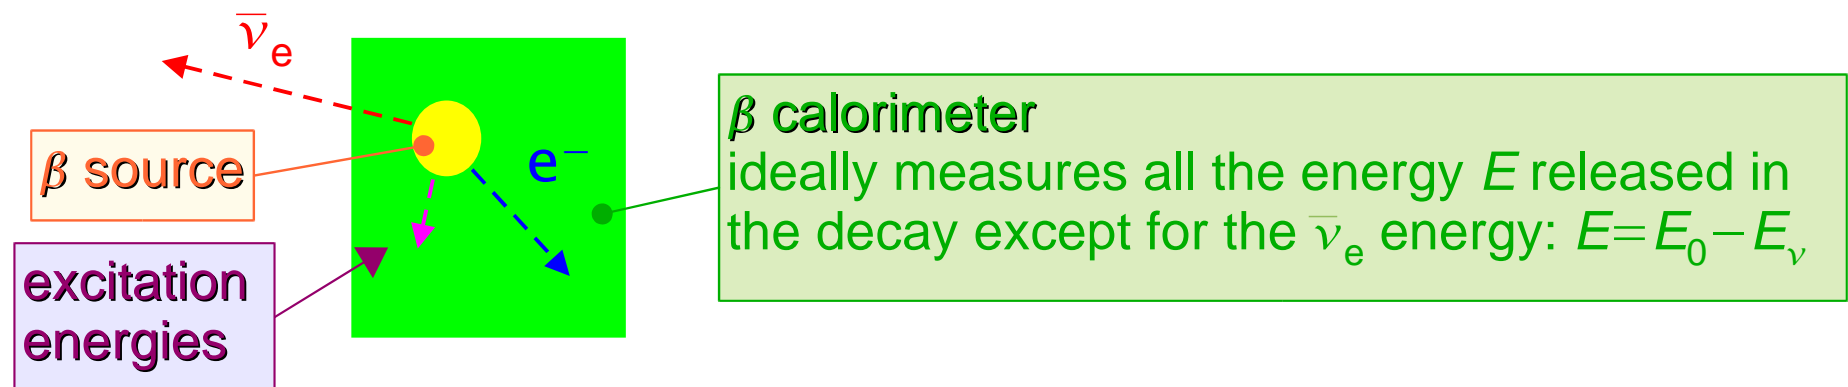 ν̄e
β source
e−
excitation
energies
β calorimeter
ideally measures all the energy E released in
the decay except for the ν̄e energy: E=E0−Eν